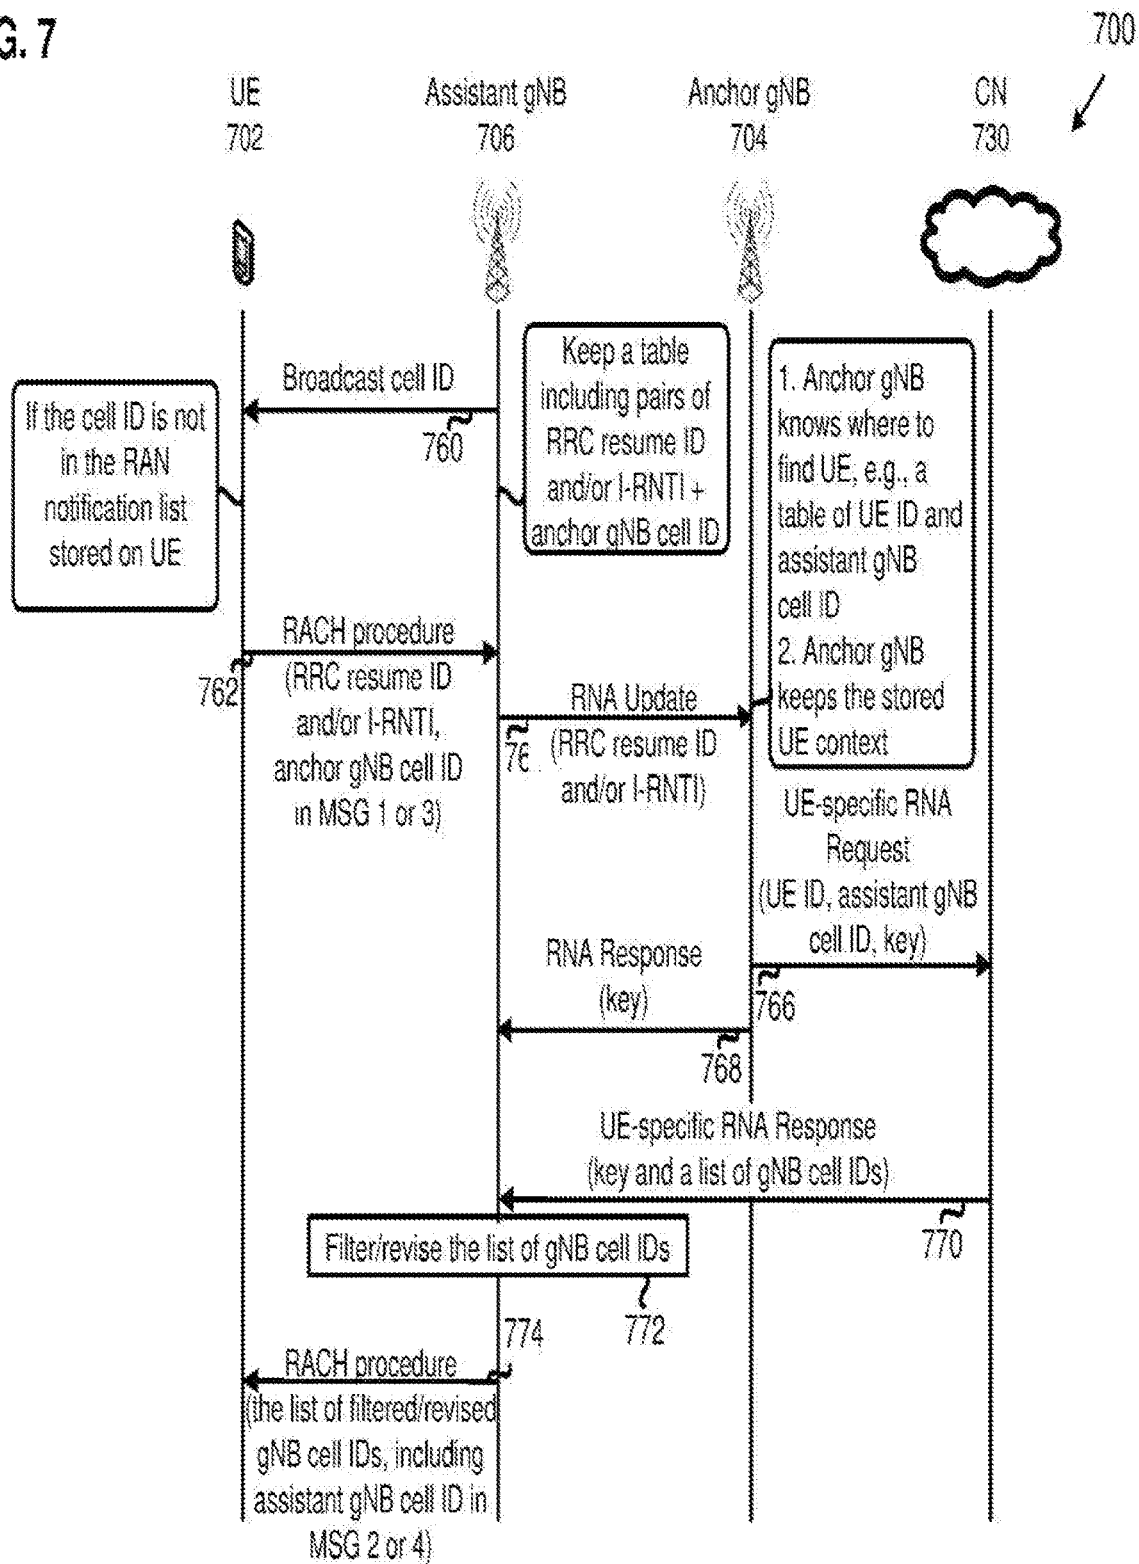 G. 7
700
UE
702
Assistant gNB
706
Anchor gNB
704
CN
730
Broadcast cell ID
760
If the cell ID is not
in the RAN
notification list
stored on UE
Keep a table
including pairs of
RRC resume ID
and/or I-RNTI +
anchor gNB cell ID
1. Anchor gNB
knows where to
find UE, e.g., a
table of UE ID and
assistant gNB
cell ID
2. Anchor gNB
keeps the stored
UE context
RACH procedure
762
(RRC resume ID
and/or I-RNTI,
anchor gNB cell ID
in MSG 1 or 3)
RNA Update
(RRC resume ID
and/or I-RNTI)
UE-specific RNA
Request
(UE ID, assistant gNB
cell ID, key)
766
RNA Response
(key)
768
UE-specific RNA Response
(key and a list of gNB cell IDs)
770
Filter/revise the list of gNB cell IDs
772
774
RACH procedure
(the list of filtered/revised
gNB cell IDs, including
assistant gNB cell ID in
MSG 2 or 4)